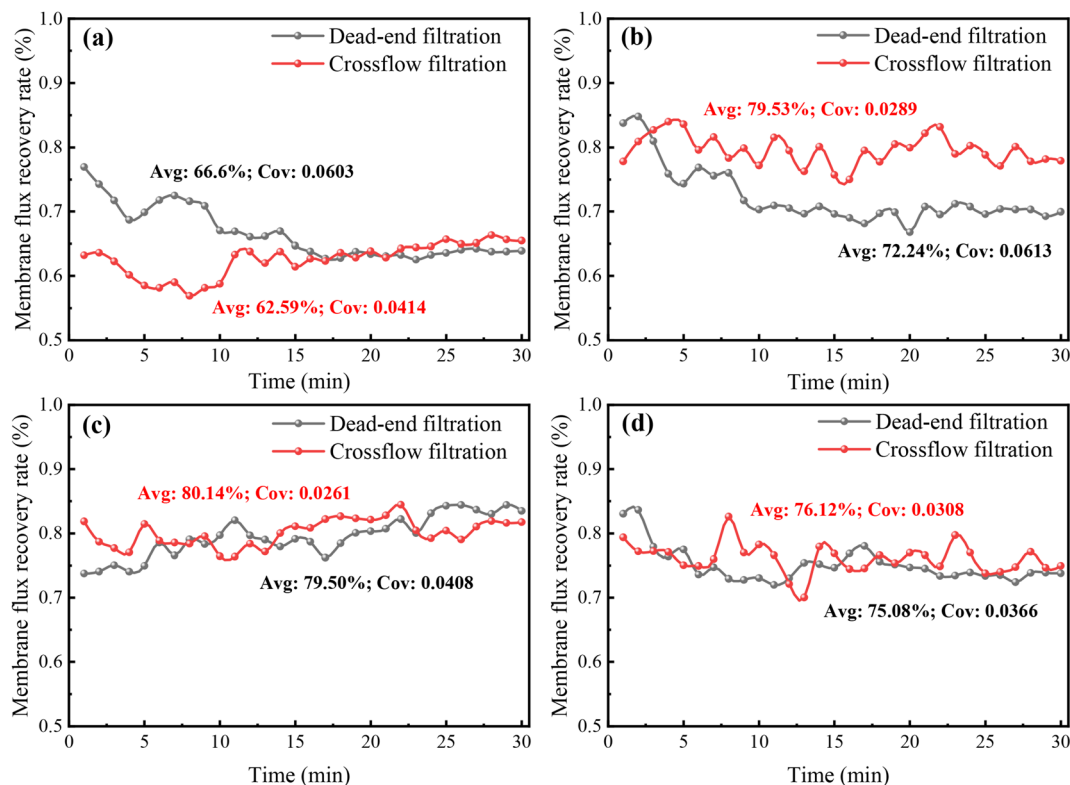 (a)
Dead-end filtration
Crossflow filtration
Avg: 66.6%; Cov: 0.0603
Avg: 62.59%; Cov: 0.0414
Membrane flux recovery rate (%)
1.0
0.9
0.8
0.7
0.6
0.5
0 5 10 15 20 25 30
Time (min)
(b)
Dead-end filtration
Crossflow filtration
Avg: 79.53%; Cov: 0.0289
Avg: 72.24%; Cov: 0.0613
Membrane flux recovery rate (%)
1.0
0.9
0.8
0.7
0.6
0.5
0 5 10 15 20 25 30
Time (min)
(c)
Dead-end filtration
Crossflow filtration
Avg: 80.14%; Cov: 0.0261
Avg: 79.50%; Cov: 0.0408
Membrane flux recovery rate (%)
1.0
0.9
0.8
0.7
0.6
0.5
0 5 10 15 20 25 30
Time (min)
(d)
Dead-end filtration
Crossflow filtration
Avg: 76.12%; Cov: 0.0308
Avg: 75.08%; Cov: 0.0366
Membrane flux recovery rate (%)
1.0
0.9
0.8
0.7
0.6
0.5
0 5 10 15 20 25 30
Time (min)